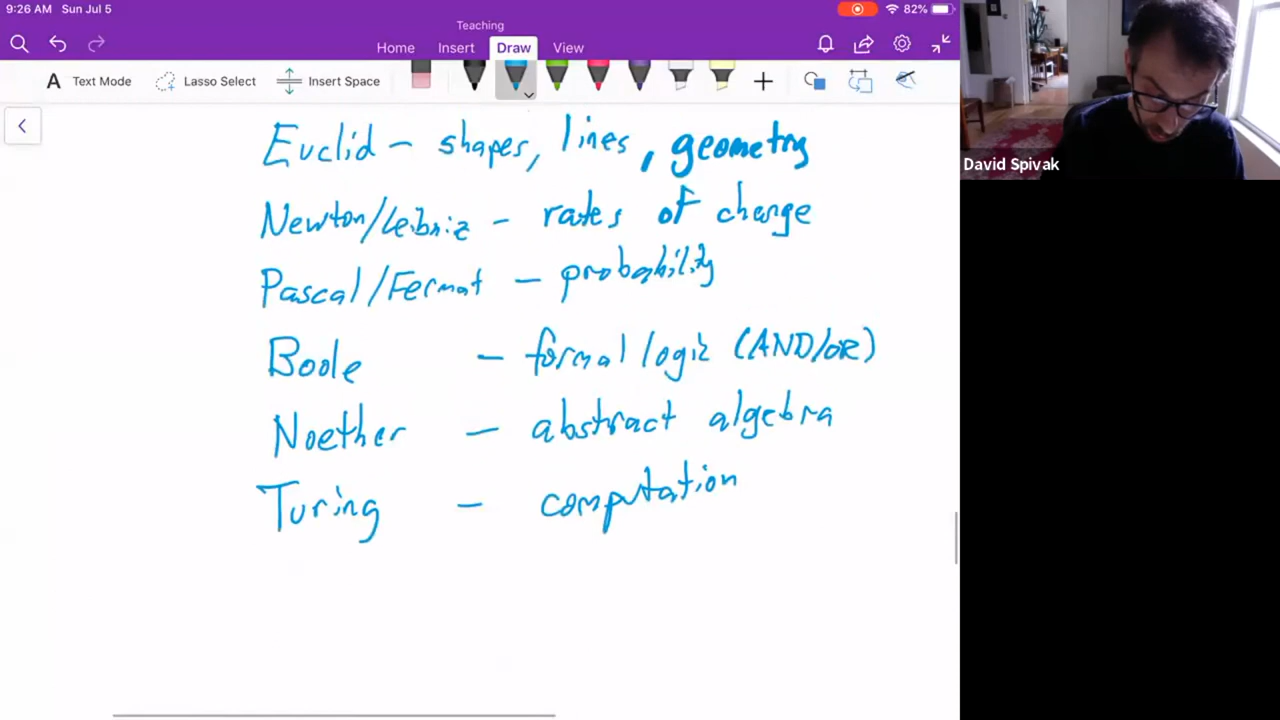 9:26 AM Sun Jul 5
82%
Teaching
Home Insert Draw View
A Text Mode Lasso Select Insert Space
David Spivak
Euclid – shapes, lines, geometry
Newton/Leibniz – rates of change
Pascal/Fermat – probability
Boole – formal logic (AND/OR)
Noether – abstract algebra
Turing – computation